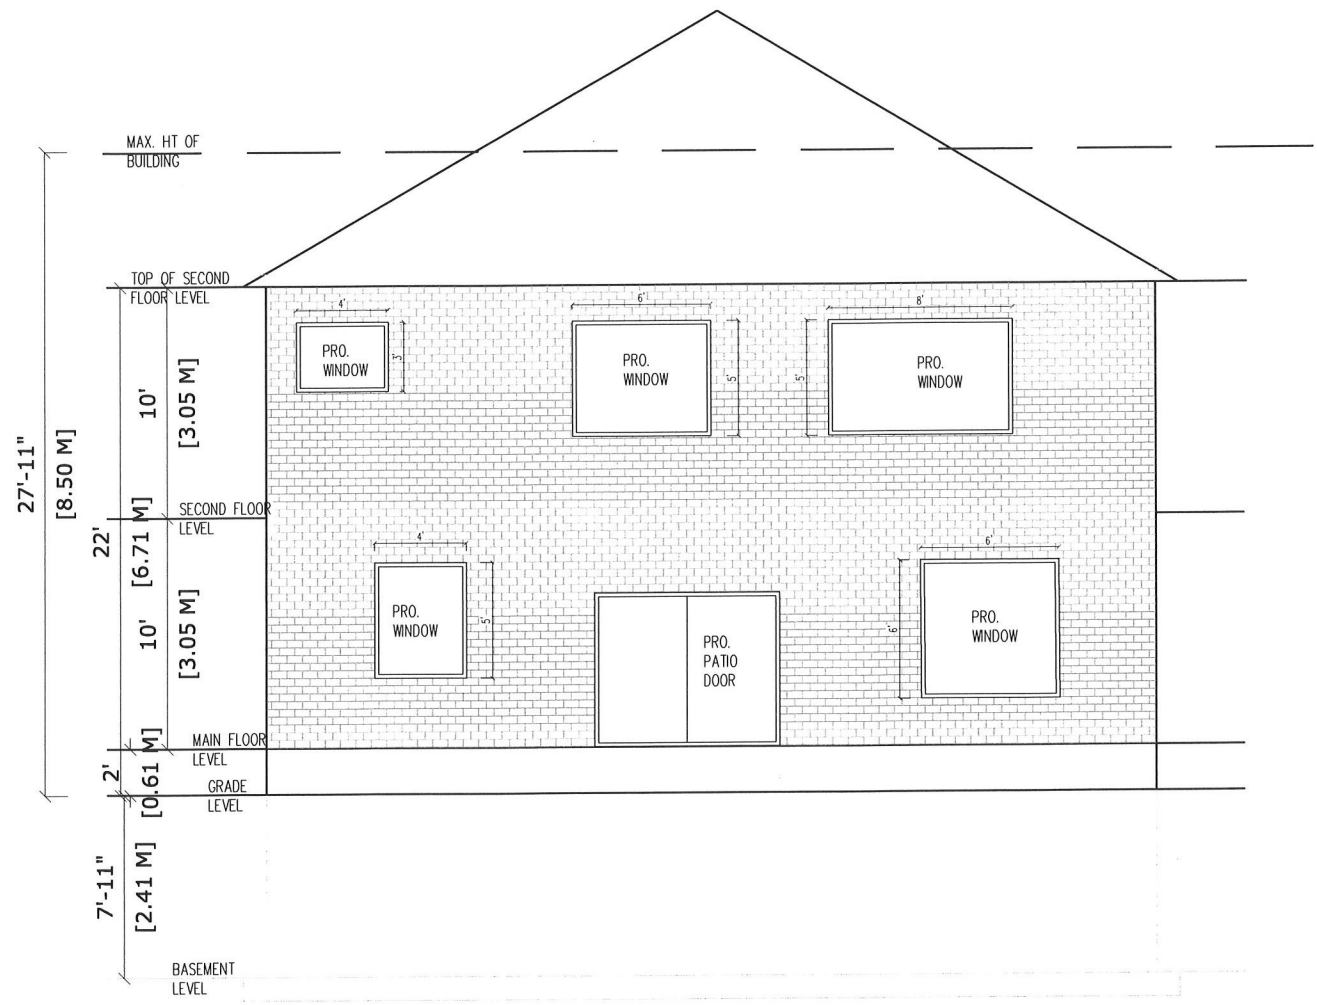 MAX. HT OF
BUILDING
TOP OF SECOND
FLOOR LEVEL
4'
3'
PRO.
WINDOW
6'
5'
PRO.
WINDOW
8'
5'
PRO.
WINDOW
10'
[3.05 M]
27'-11"
[8.50 M]
22'
[6.71 M]
SECOND FLOOR
LEVEL
4'
5'
PRO.
WINDOW
PRO.
PATIO
DOOR
6'
6'
PRO.
WINDOW
10'
[3.05 M]
MAIN FLOOR
LEVEL
2'
[0.61 M]
GRADE
LEVEL
7'-11"
[2.41 M]
BASEMENT
LEVEL